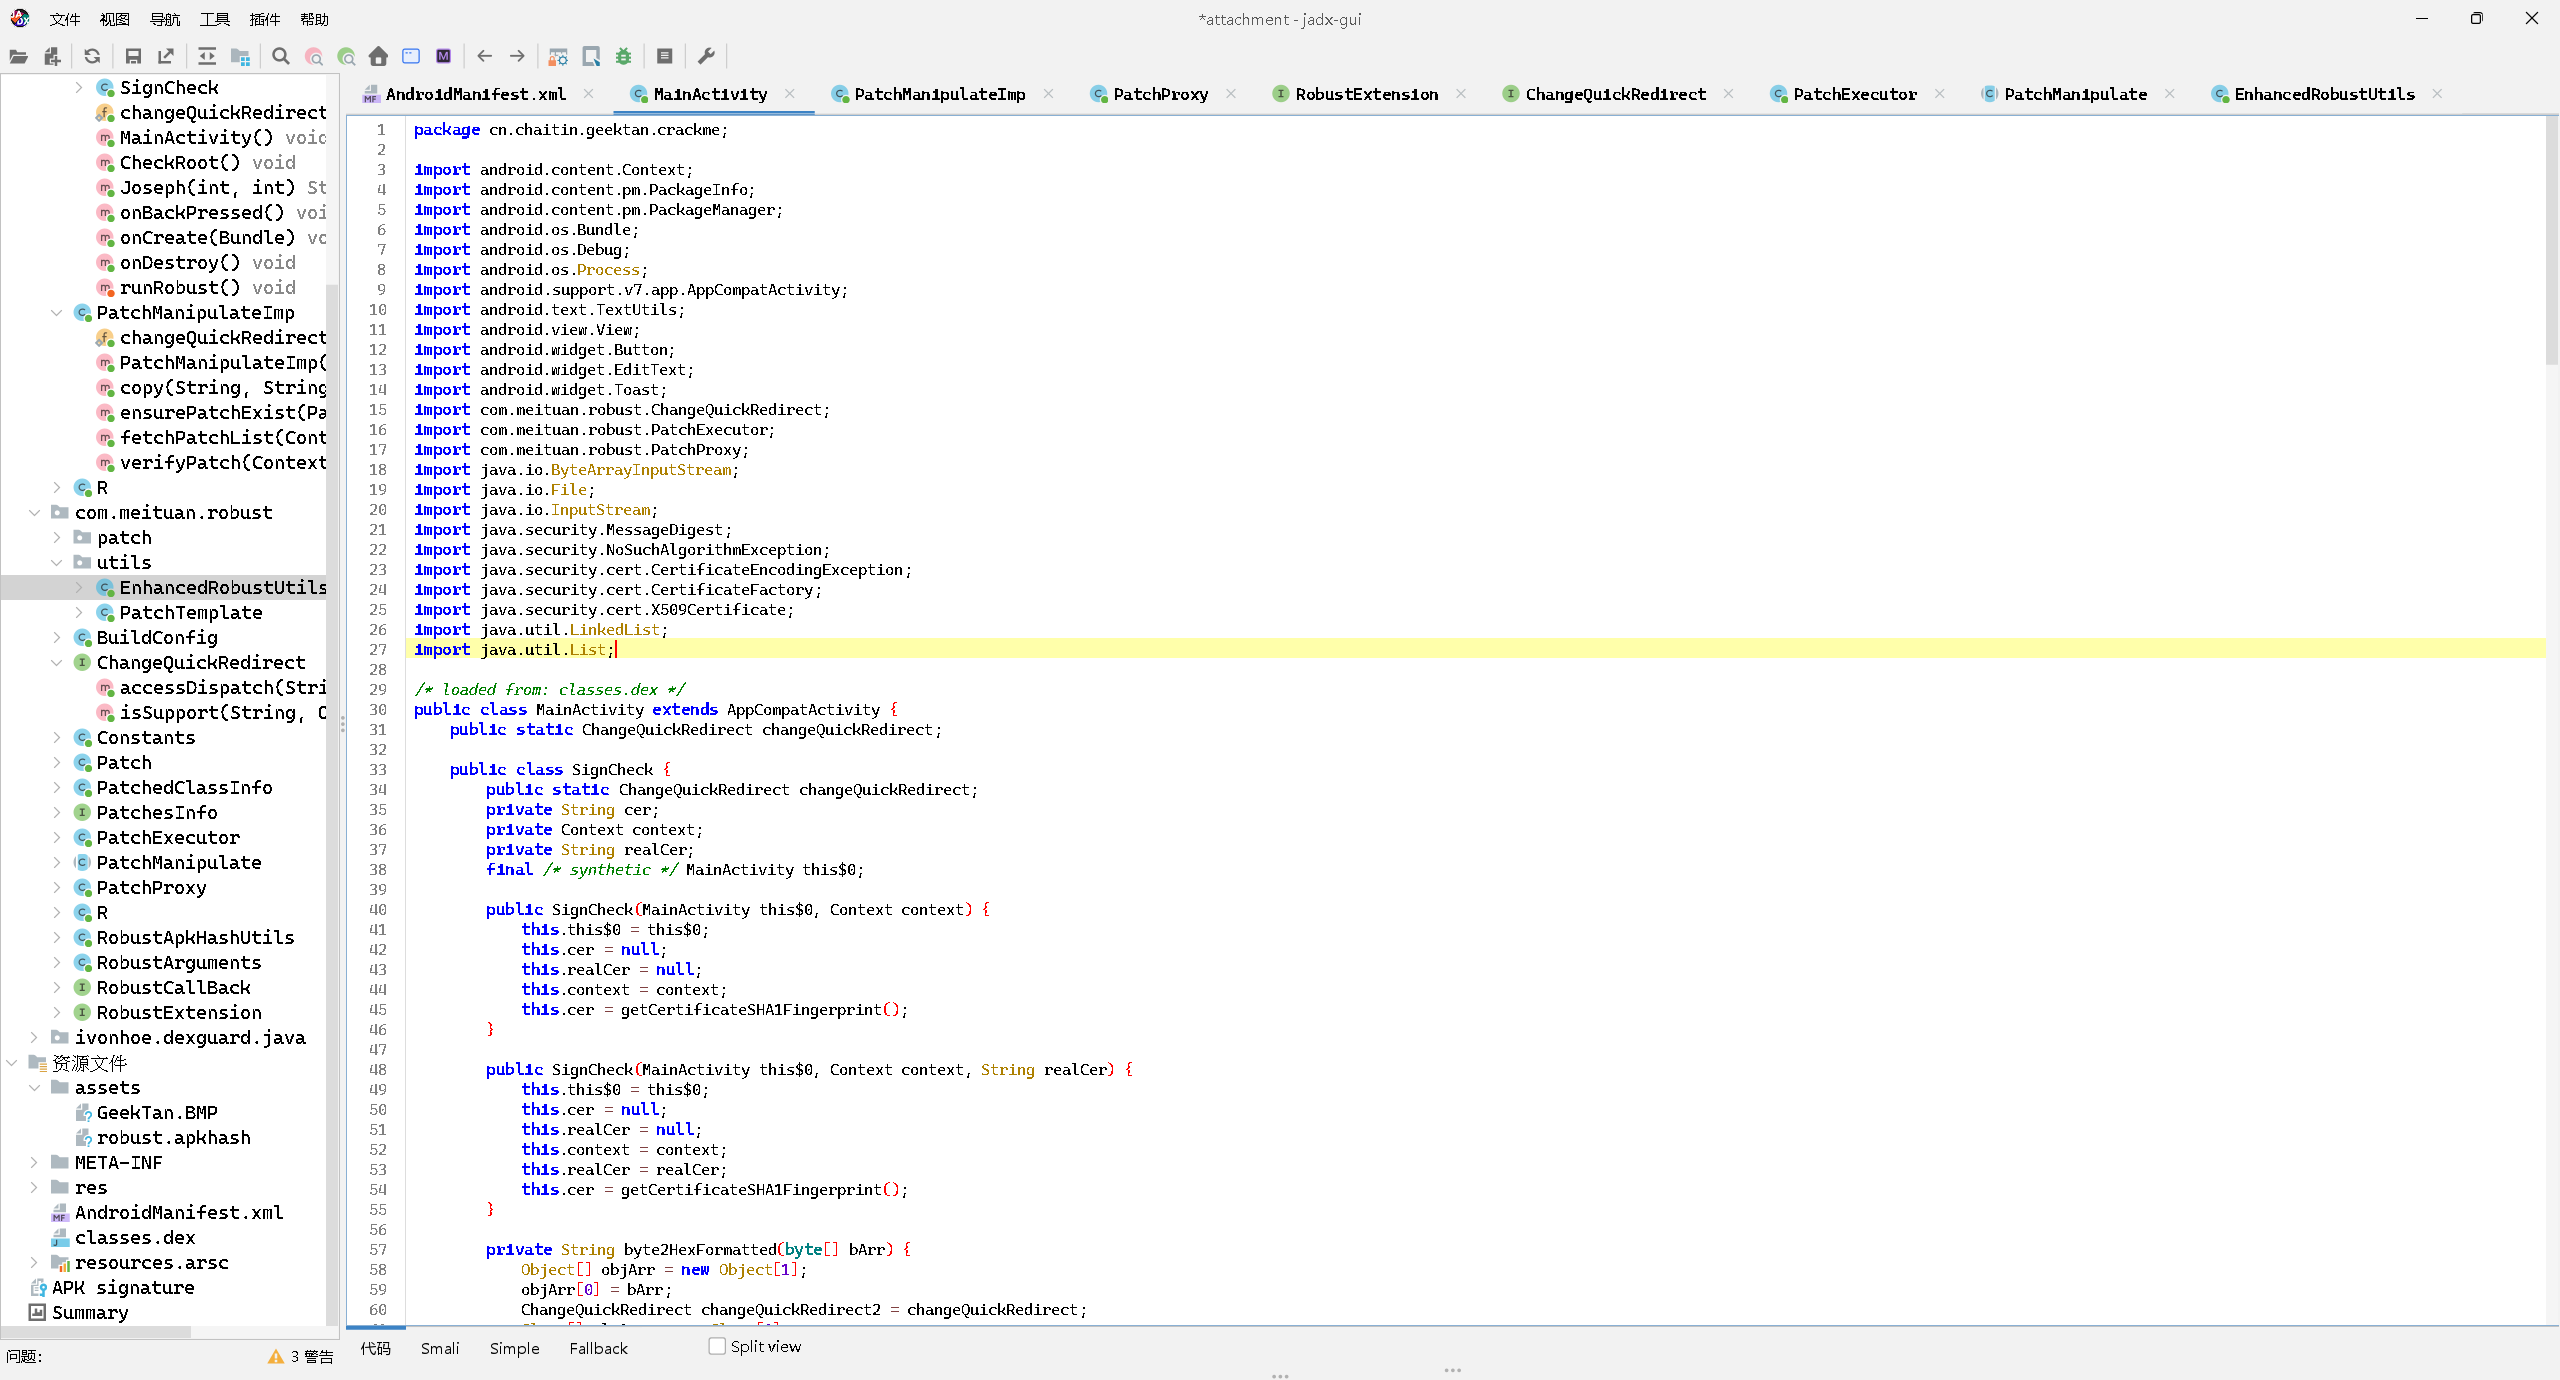 文件 视图 导航 工具 插件 帮助
*attachment - jadx-gui
SignCheck
changeQuickRedirect
MainActivity() void
CheckRoot() void
Joseph(int, int) St
onBackPressed() voi
onCreate(Bundle) vo
onDestroy() void
runRobust() void
PatchManipulateImp
changeQuickRedirect
PatchManipulateImp(
copy(String, String
ensurePatchExist(Pa
fetchPatchList(Cont
verifyPatch(Context
R
com.meituan.robust
patch
utils
EnhancedRobustUtils
PatchTemplate
BuildConfig
ChangeQuickRedirect
accessDispatch(Stri
isSupport(String, O
Constants
Patch
PatchedClassInfo
PatchesInfo
PatchExecutor
PatchManipulate
PatchProxy
R
RobustApkHashUtils
RobustArguments
RobustCallBack
RobustExtension
ivonhoe.dexguard.java
资源文件
assets
GeekTan.BMP
robust.apkhash
META-INF
res
AndroidManifest.xml
classes.dex
resources.arsc
APK signature
Summary
问题:
3 警告
AndroidManifest.xml MainActivity PatchManipulateImp PatchProxy RobustExtension ChangeQuickRedirect PatchExecutor PatchManipulate EnhancedRobustUtils
1 package cn.chaitin.geektan.crackme;
2
3 import android.content.Context;
4 import android.content.pm.PackageInfo;
5 import android.content.pm.PackageManager;
6 import android.os.Bundle;
7 import android.os.Debug;
8 import android.os.Process;
9 import android.support.v7.app.AppCompatActivity;
10 import android.text.TextUtils;
11 import android.view.View;
12 import android.widget.Button;
13 import android.widget.EditText;
14 import android.widget.Toast;
15 import com.meituan.robust.ChangeQuickRedirect;
16 import com.meituan.robust.PatchExecutor;
17 import com.meituan.robust.PatchProxy;
18 import java.io.ByteArrayInputStream;
19 import java.io.File;
20 import java.io.InputStream;
21 import java.security.MessageDigest;
22 import java.security.NoSuchAlgorithmException;
23 import java.security.cert.CertificateEncodingException;
24 import java.security.cert.CertificateFactory;
25 import java.security.cert.X509Certificate;
26 import java.util.LinkedList;
27 import java.util.List;
28
29 /* loaded from: classes.dex */
30 public class MainActivity extends AppCompatActivity {
31 public static ChangeQuickRedirect changeQuickRedirect;
32
33 public class SignCheck {
34 public static ChangeQuickRedirect changeQuickRedirect;
35 private String cer;
36 private Context context;
37 private String realCer;
38 final /* synthetic */ MainActivity this$0;
39
40 public SignCheck(MainActivity this$0, Context context) {
41 this.this$0 = this$0;
42 this.cer = null;
43 this.realCer = null;
44 this.context = context;
45 this.cer = getCertificateSHA1Fingerprint();
46 }
47
48 public SignCheck(MainActivity this$0, Context context, String realCer) {
49 this.this$0 = this$0;
50 this.cer = null;
51 this.realCer = null;
52 this.context = context;
53 this.realCer = realCer;
54 this.cer = getCertificateSHA1Fingerprint();
55 }
56
57 private String byte2HexFormatted(byte[] bArr) {
58 Object[] objArr = new Object[1];
59 objArr[0] = bArr;
60 ChangeQuickRedirect changeQuickRedirect2 = changeQuickRedirect;
代码 Smali Simple Fallback Split view